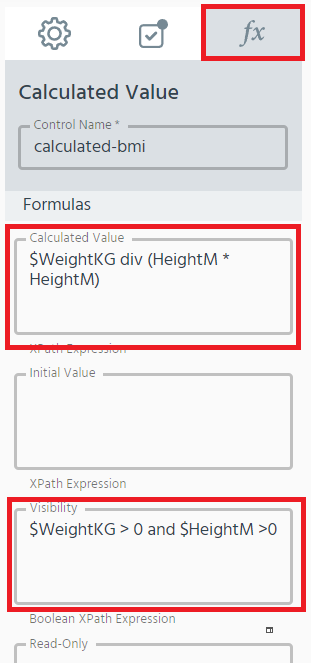 fx
Calculated Value
Control Name *
calculated-bmi
Formulas
Calculated Value
$WeightKG div (HeightM *
HeightM)
XPath Expression
Initial Value
XPath Expression
Visibility
$WeightKG > 0 and $HeightM >0
Boolean XPath Expression
Read-Only